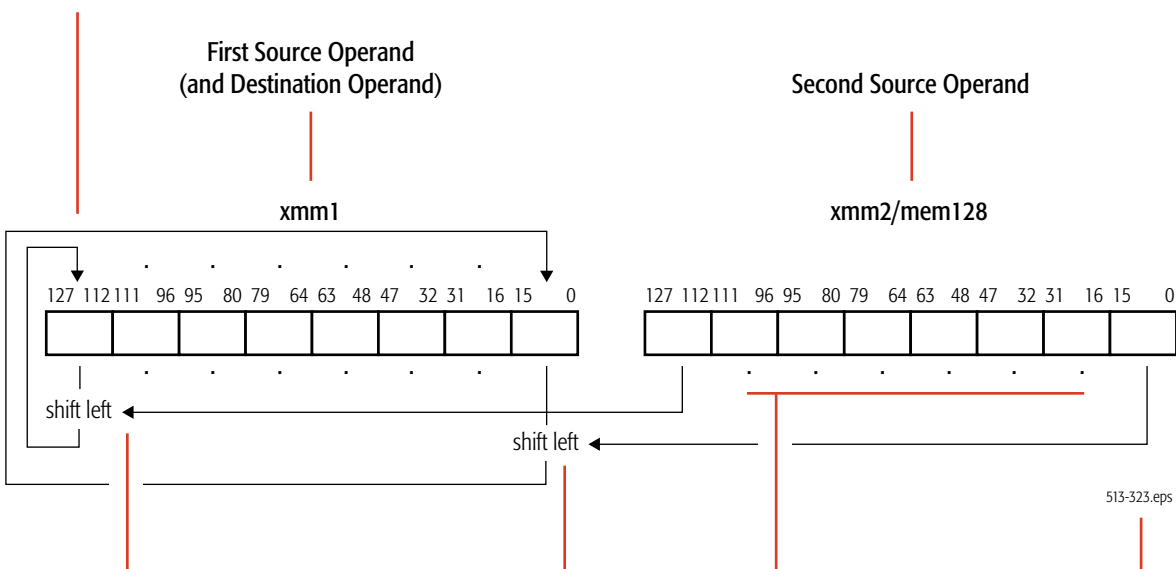 First Source Operand
(and Destination Operand)
Second Source Operand
xmm1
xmm2/mem128
127 112 111 96 95 80 79 64 63 48 47 32 31 16 15 0
127 112 111 96 95 80 79 64 63 48 47 32 31 16 15 0
shift left
shift left
513-323.eps